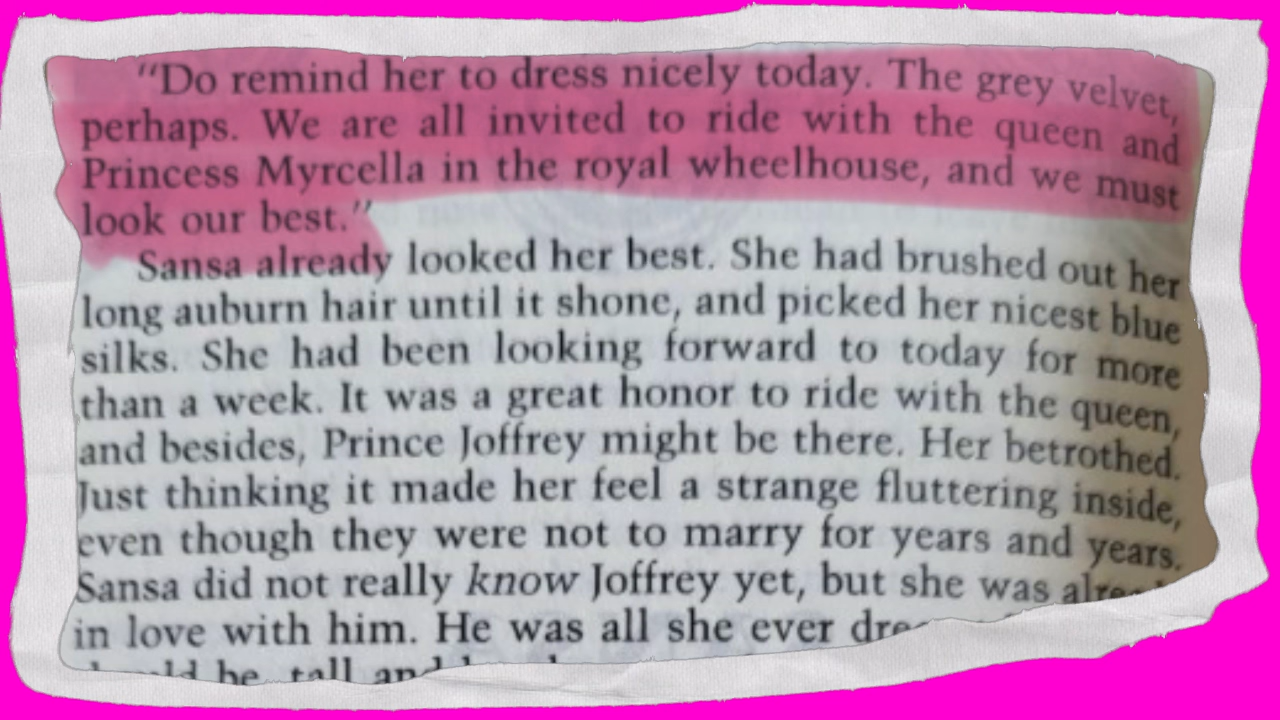 "Do remind her to dress nicely today. The grey velvet,
perhaps. We are all invited to ride with the queen and
Princess Myrcella in the royal wheelhouse, and we must
look our best."
Sansa already looked her best. She had brushed out her
long auburn hair until it shone, and picked her nicest blue
silks. She had been looking forward to today for more
than a week. It was a great honor to ride with the queen,
and besides, Prince Joffrey might be there. Her betrothed.
Just thinking it made her feel a strange fluttering inside,
even though they were not to marry for years and years.
Sansa did not really know Joffrey yet, but she was
in love with him. He was all she ever
be, tall and